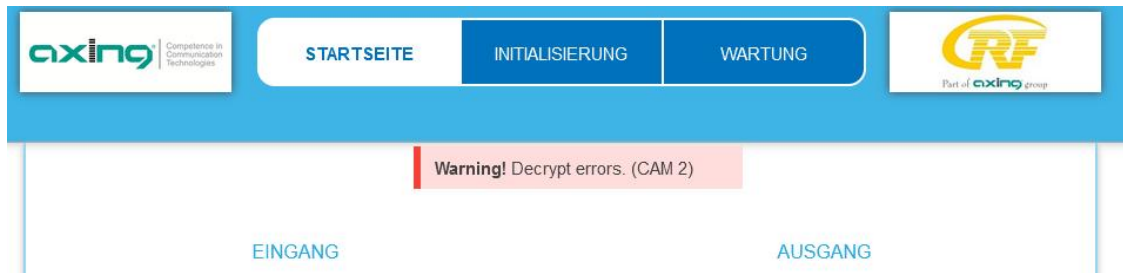 axing
Competence in
Communication
Technologies
STARTSEITE
INITIALISIERUNG
WARTUNG
CRF
Part of axing group
Warning! Decrypt errors. (CAM 2)
EINGANG
AUSGANG